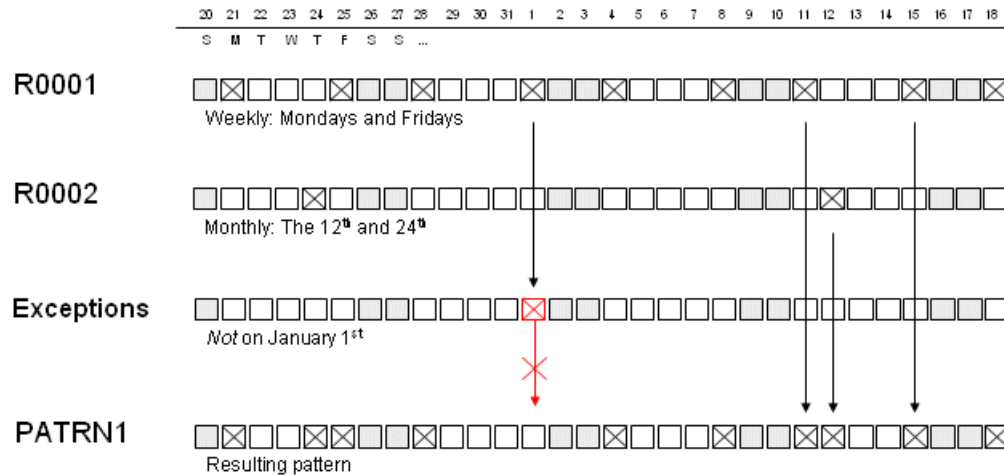 20 21 22 23 24 25 26 27 28 29 30 31 1 2 3 4 5 6 7 8 9 10 11 12 13 14 15 16 17 18
S M T W T F S S ...
R0001
Weekly: Mondays and Fridays
R0002
Monthly: The 12th and 24th
Exceptions
Not on January 1st
PATRN1
Resulting pattern